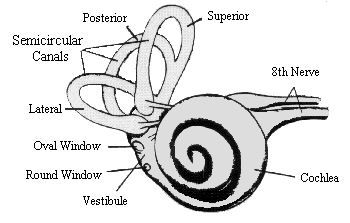 Posterior
Superior
Semicircular
Canals
8th Nerve
Lateral
Oval Window
Round Window
Cochlea
Vestibule